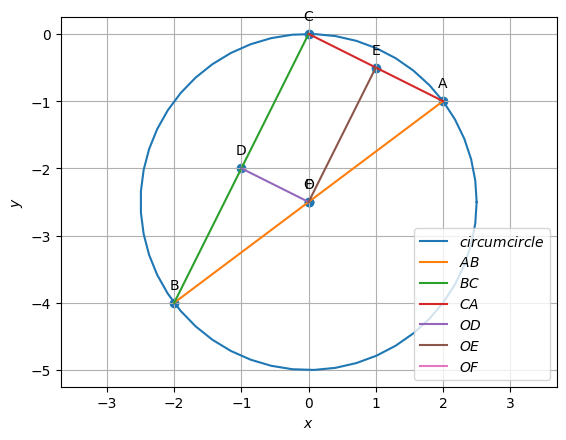 C
0
E
A
−1
D
−2
O
B
−3
−4
−5
−3
−2
−1
0
1
2
3
x
y
circumcircle
AB
BC
CA
OD
OE
OF